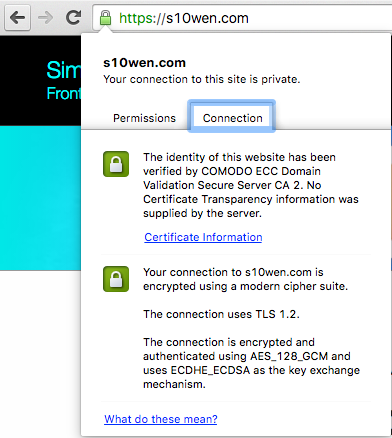 https://s10wen.com
s10wen.com
Your connection to this site is private.
Sim
Front
Permissions Connection
The identity of this website has been
verified by COMODO ECC Domain
Validation Secure Server CA 2. No
Certificate Transparency information was
supplied by the server.
Certificate Information
Your connection to s10wen.com is
encrypted using a modern cipher suite.
The connection uses TLS 1.2.
The connection is encrypted and
authenticated using AES_128_GCM and
uses ECDHE_ECDSA as the key exchange
mechanism.
What do these mean?